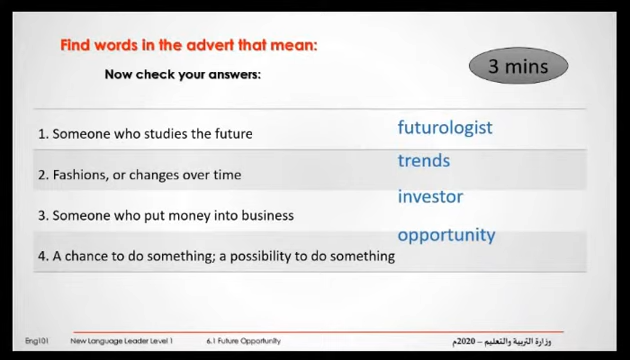 Find words in the advert that mean:
3 mins
Now check your answers:
1. Someone who studies the future
futurologist
2. Fashions, or changes over time
trends
3. Someone who put money into business
investor
4. A chance to do something; a possibility to do something
opportunity
Eng101 New Language Leader Level 1 6.1 Future Opportunity وزارة التربية والتعليم – 2020م